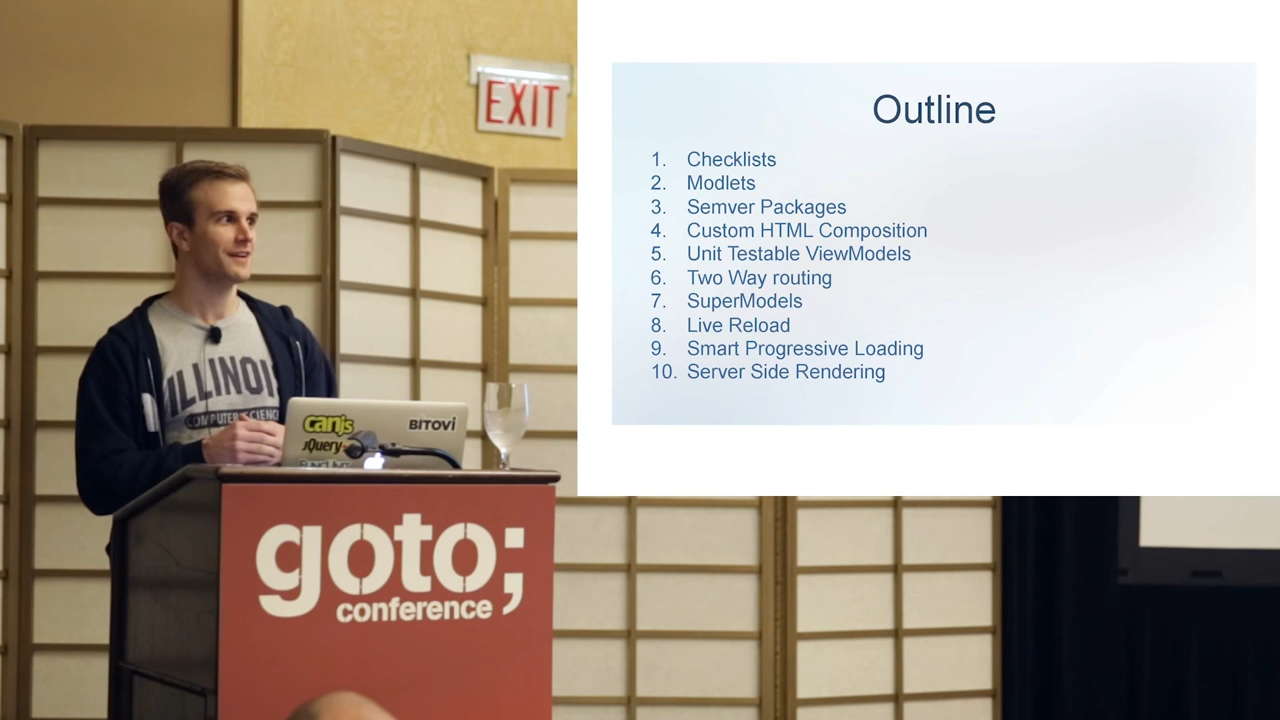 EXIT
Outline
1. Checklists
2. Modlets
3. Semver Packages
4. Custom HTML Composition
5. Unit Testable ViewModels
6. Two Way routing
7. SuperModels
8. Live Reload
9. Smart Progressive Loading
10. Server Side Rendering
ILLINOI
COMPUTER SCIENCE
canjs
BiTOVi
jQuery
goto;
conference